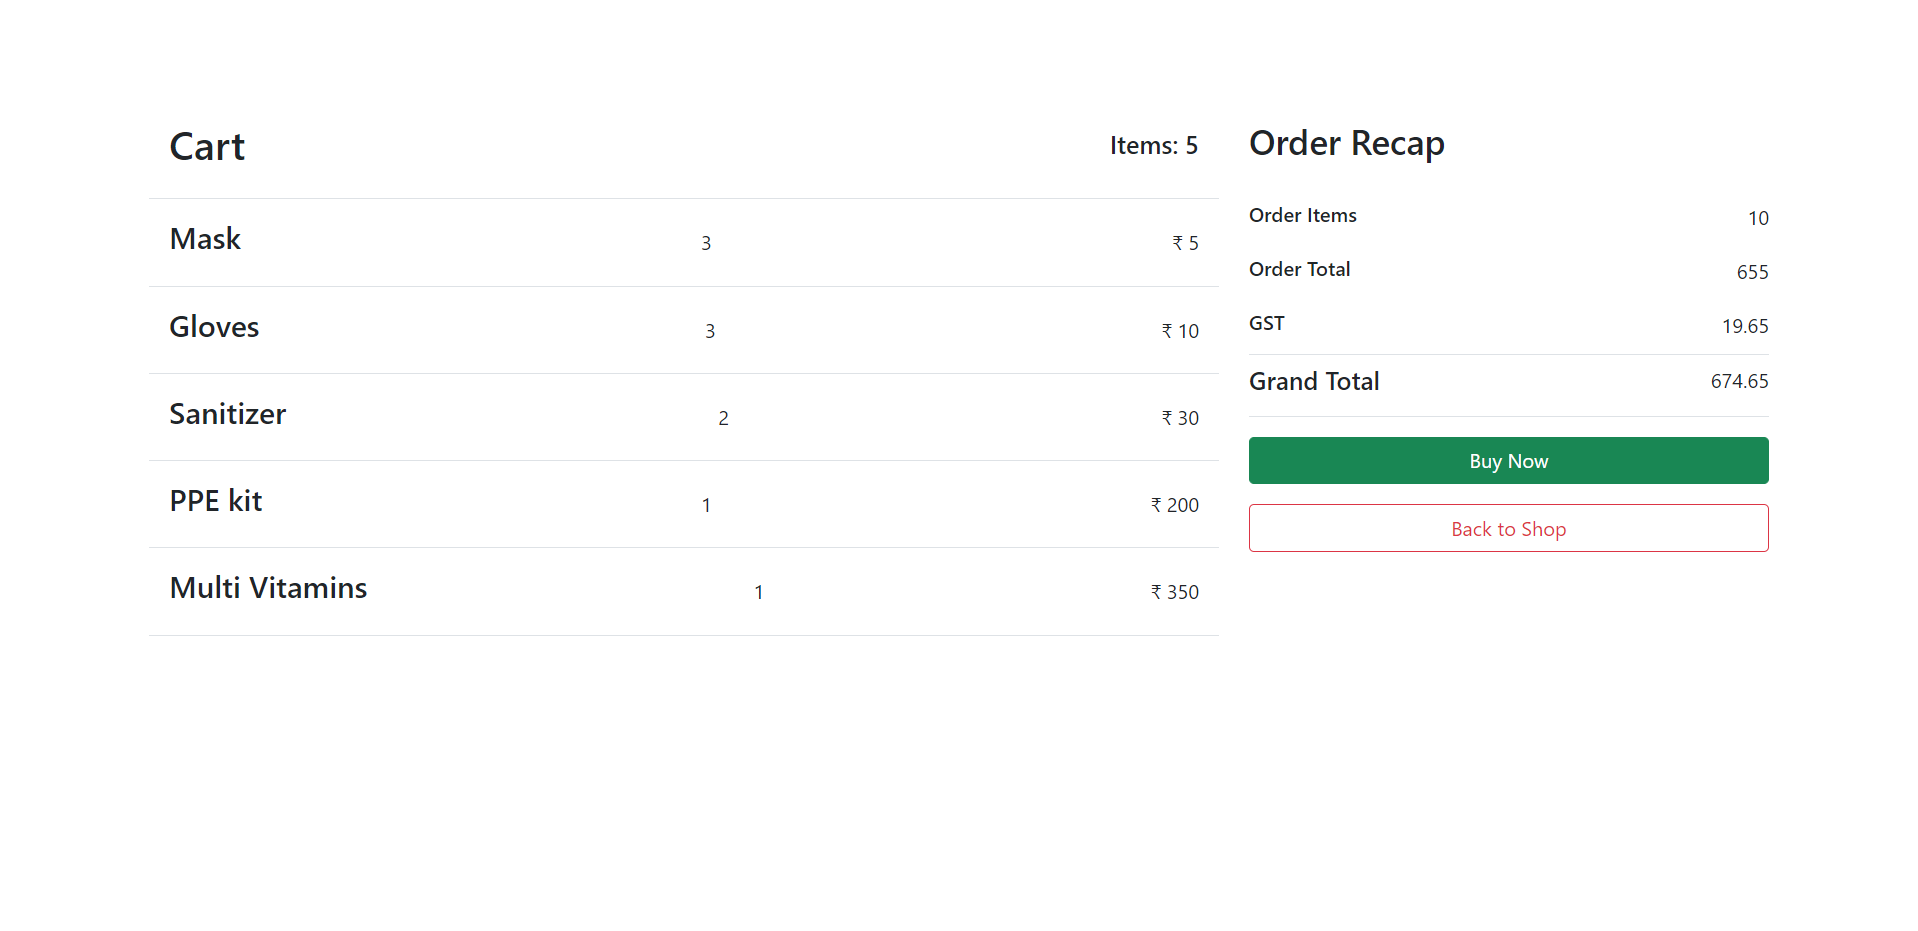 Cart
Items: 5
Mask 3 ₹ 5
Gloves 3 ₹ 10
Sanitizer 2 ₹ 30
PPE kit 1 ₹ 200
Multi Vitamins 1 ₹ 350
Order Recap
Order Items 10
Order Total 655
GST 19.65
Grand Total 674.65
Buy Now
Back to Shop